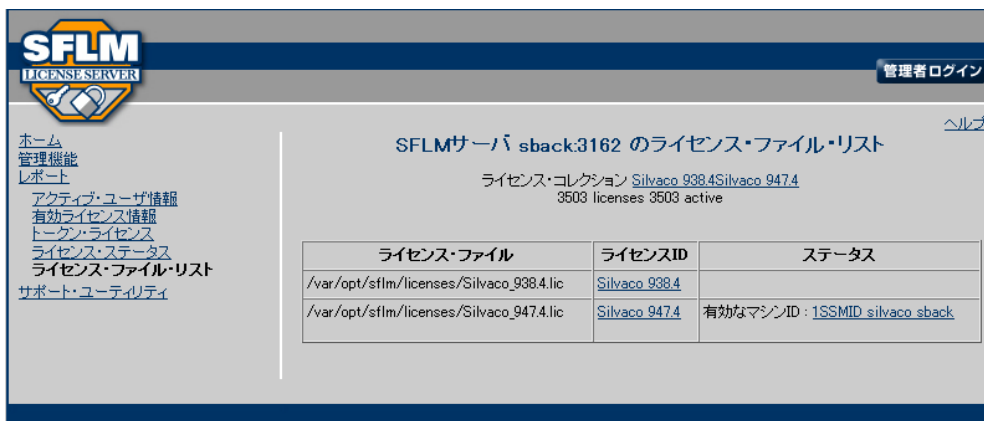 SFLM
LICENSE SERVER
管理者ログイン
ヘルプ
ホーム
管理機能
レポート
アクティブ・ユーザ情報
有効ライセンス情報
トークン・ライセンス
ライセンス・ステータス
ライセンス・ファイル・リスト
サポート・ユーティリティ
SFLMサーバ sback:3162 のライセンス・ファイル・リスト
ライセンス・コレクション Silvaco 938.4Silvaco 947.4
3503 licenses 3503 active
ライセンス・ファイル ライセンスID ステータス
/var/opt/sflm/licenses/Silvaco_938.4.lic Silvaco 938.4
/var/opt/sflm/licenses/Silvaco_947.4.lic Silvaco 947.4 有効なマシンID : 1SSMID silvaco sback